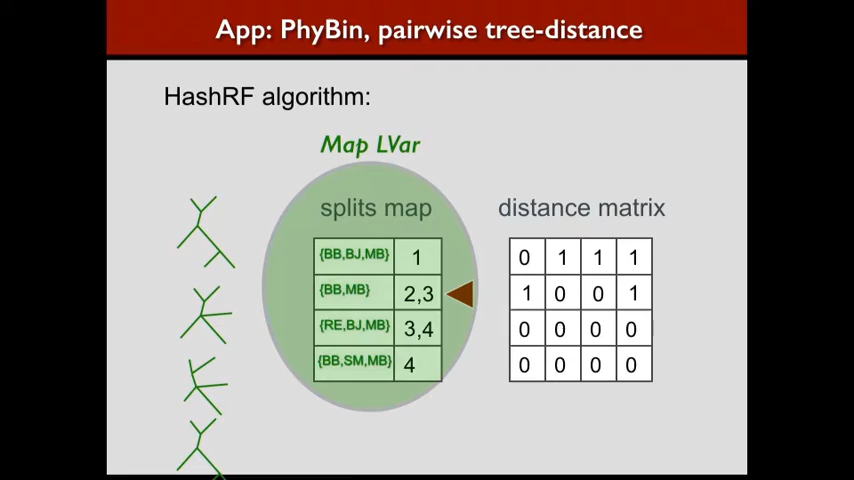 App: PhyBin, pairwise tree-distance
HashRF algorithm:
Map LVar
splits map
{BB,BJ,MB} 1
{BB,MB} 2,3
{RE,BJ,MB} 3,4
{BB,SM,MB} 4
distance matrix
0 1 1 1
1 0 0 1
0 0 0 0
0 0 0 0